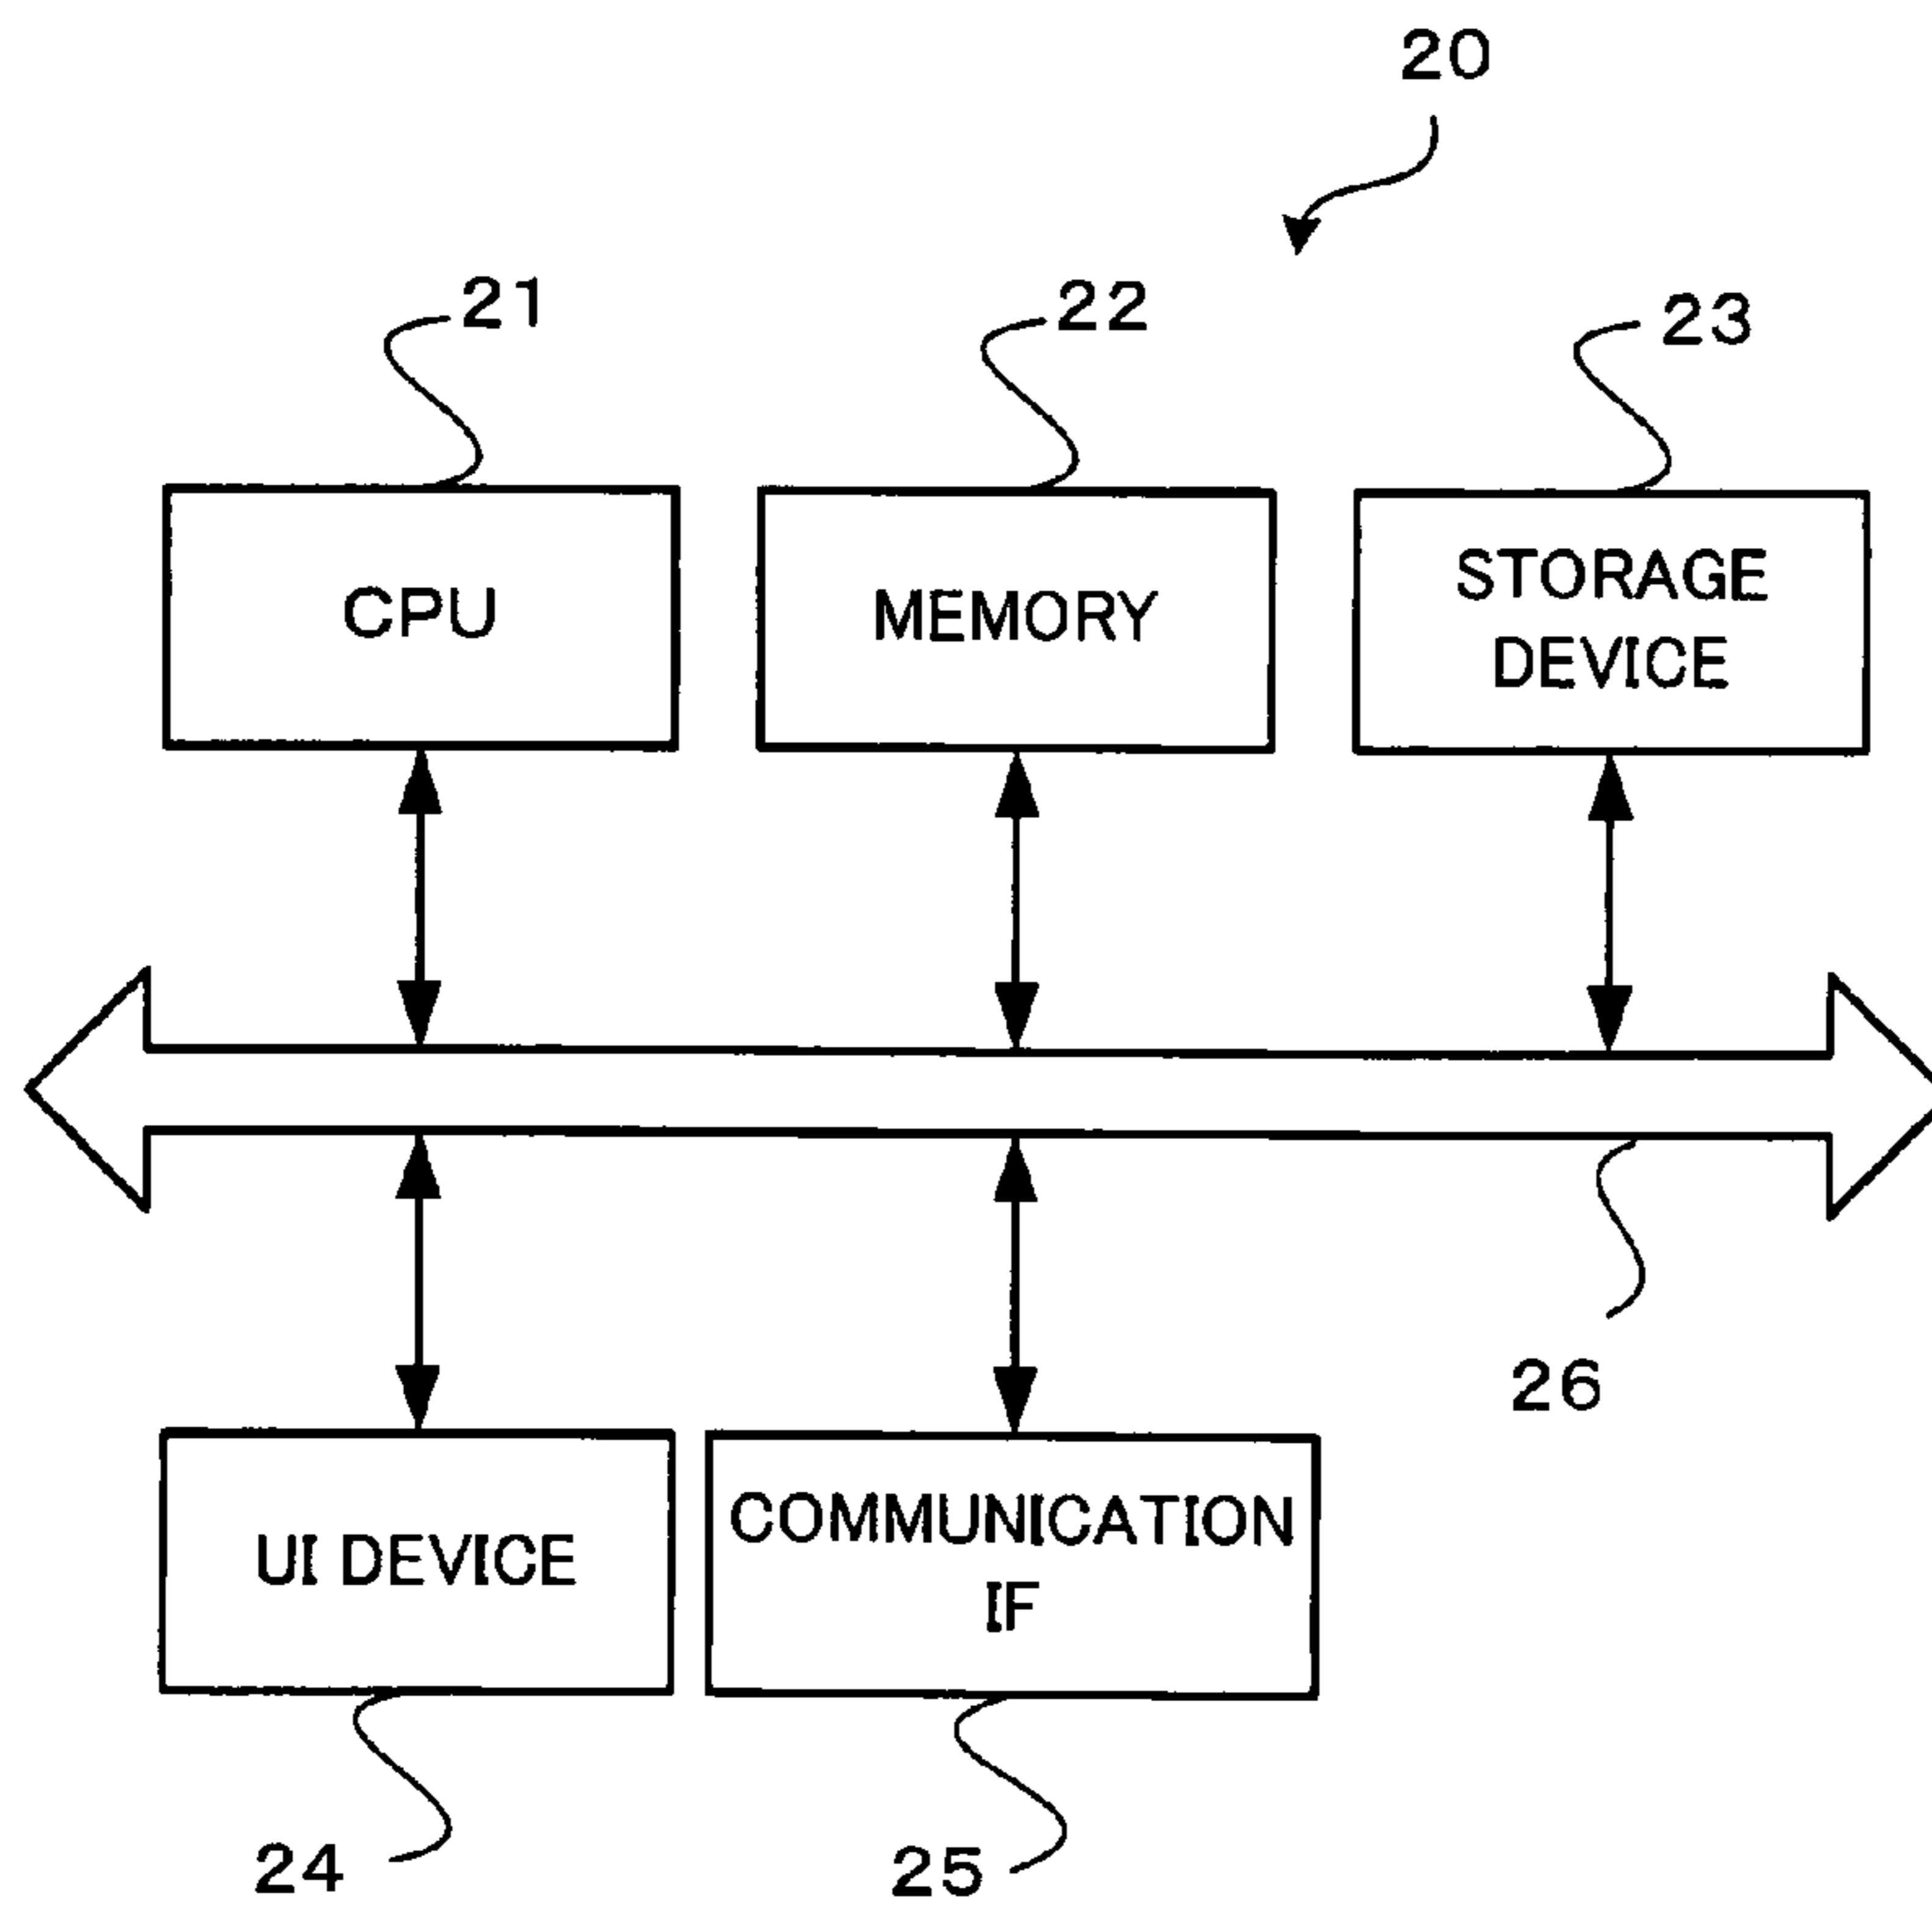 20
21
22
23
CPU
MEMORY
STORAGE
DEVICE
26
UI DEVICE
COMMUNICATION
IF
24
25